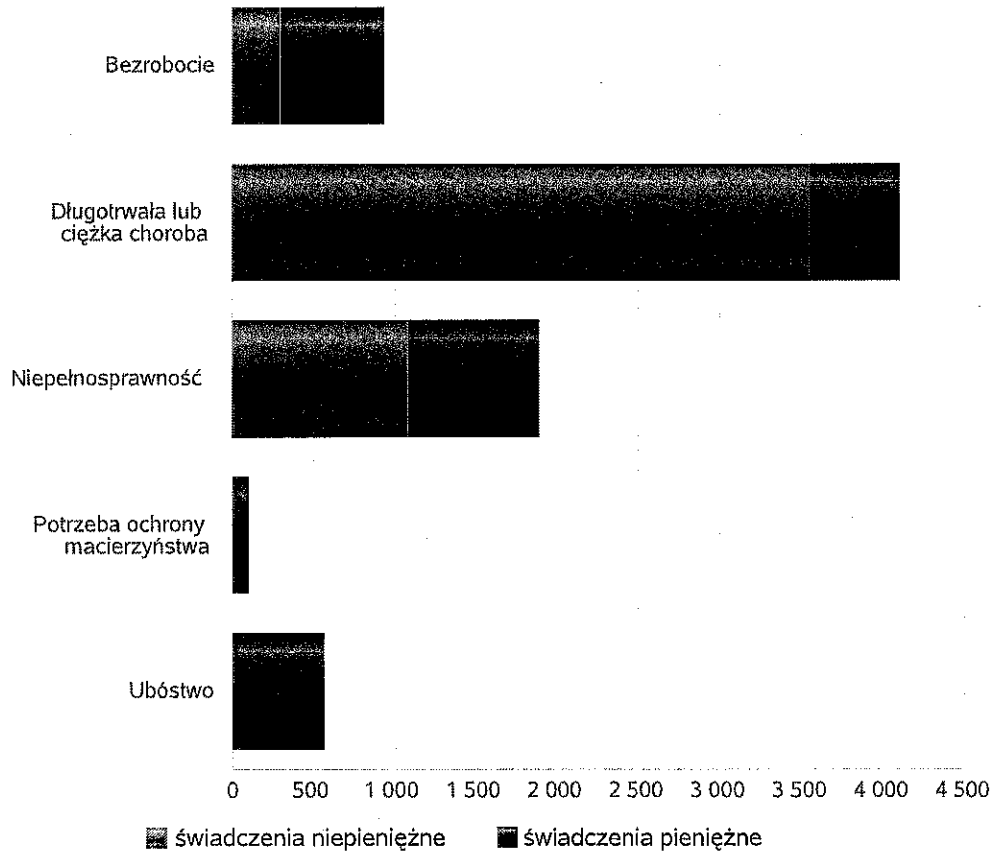 Bezrobocie
Długotrwała lub
ciężka choroba
Niepełnosprawność
Potrzeba ochrony
macierzyństwa
Ubóstwo
0 500 1 000 1 500 2 000 2 500 3 000 3 500 4 000 4 500
świadczenia niepieniężne świadczenia pieniężne